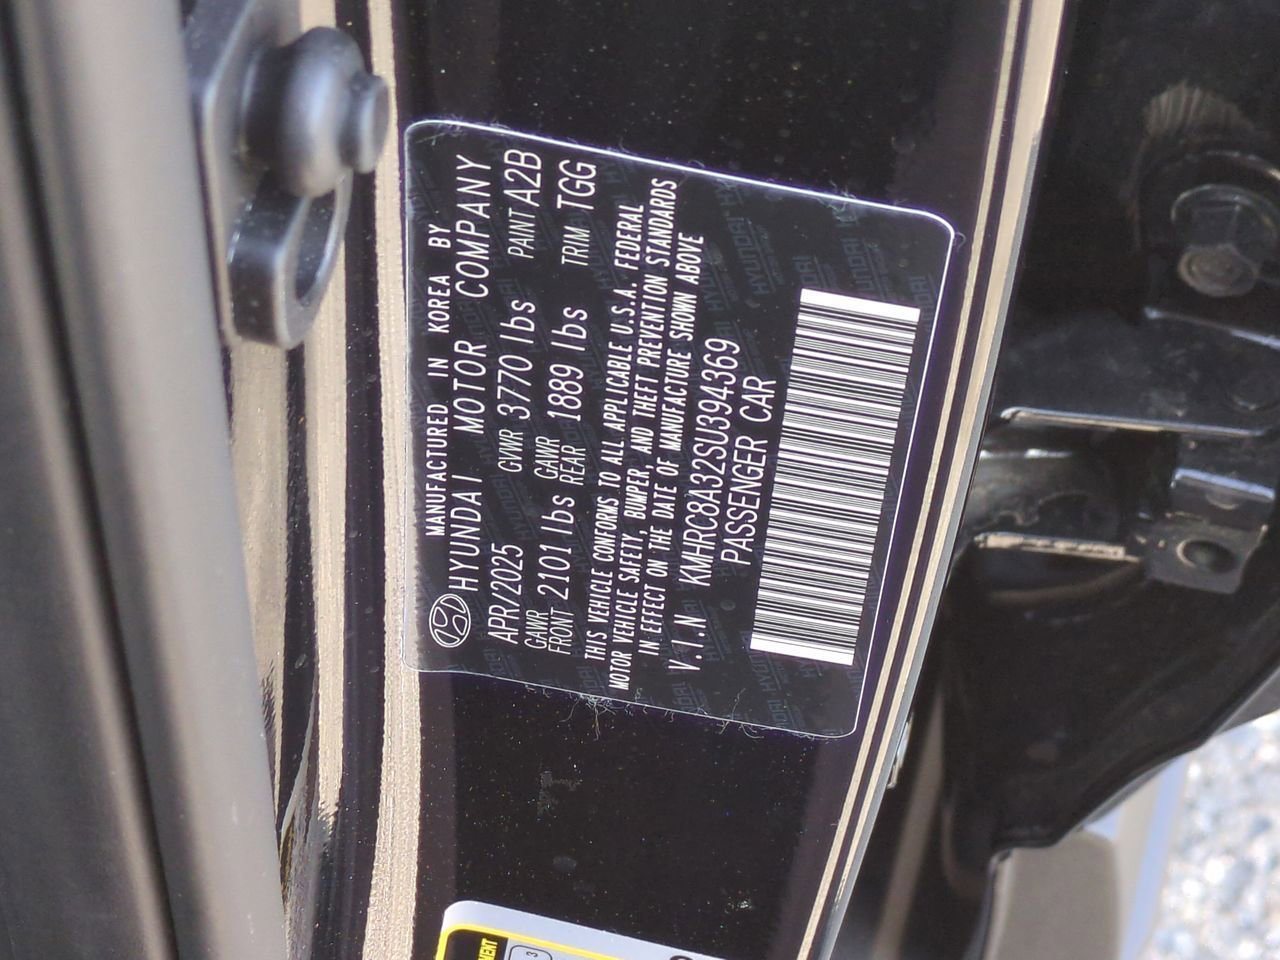 MANUFACTURED IN KOREA BY
HYUNDAI MOTOR COMPANY
APR/2025 GVWR 3770 lbs PAINT A2B
GAWR FRONT 2101 lbs GAWR REAR 1889 lbs TRIM TGG
THIS VEHICLE CONFORMS TO ALL APPLICABLE U.S.A. FEDERAL
MOTOR VEHICLE SAFETY, BUMPER, AND THEFT PREVENTION STANDARDS
IN EFFECT ON THE DATE OF MANUFACTURE SHOWN ABOVE
V.I.N KMHRC8A32SU394369
PASSENGER CAR
3